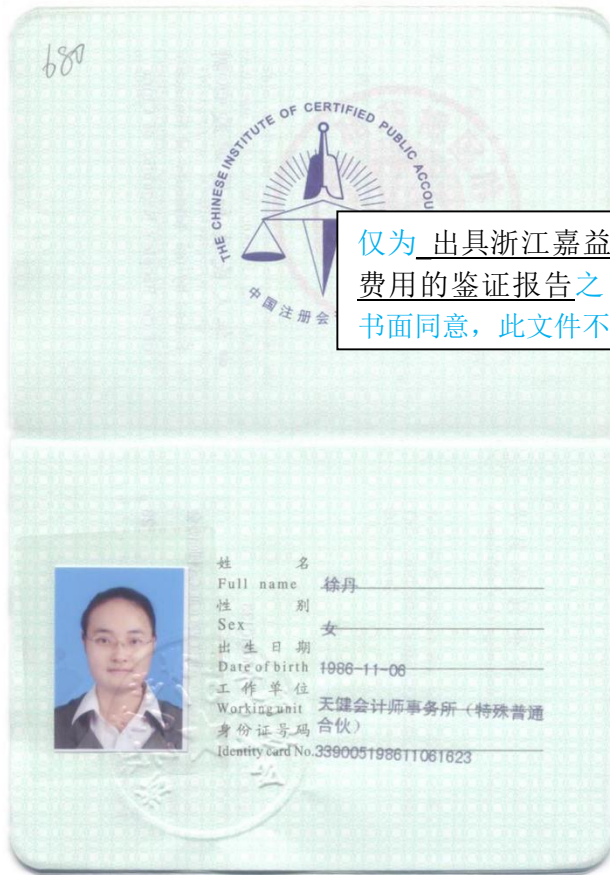 680
THE CHINESE INSTITUTE OF CERTIFIED PUBLIC ACCOU
中国注册会
仅为 出具浙江嘉益
费用的鉴证报告之
书面同意，此文件不
姓 名
Full name 徐丹
性 别
Sex 女
出生日期
Date of birth 1986-11-06
工作单位
Working unit 天健会计师事务所（特殊普通
身份证号码 合伙）
Identity card No. 339005198611061623